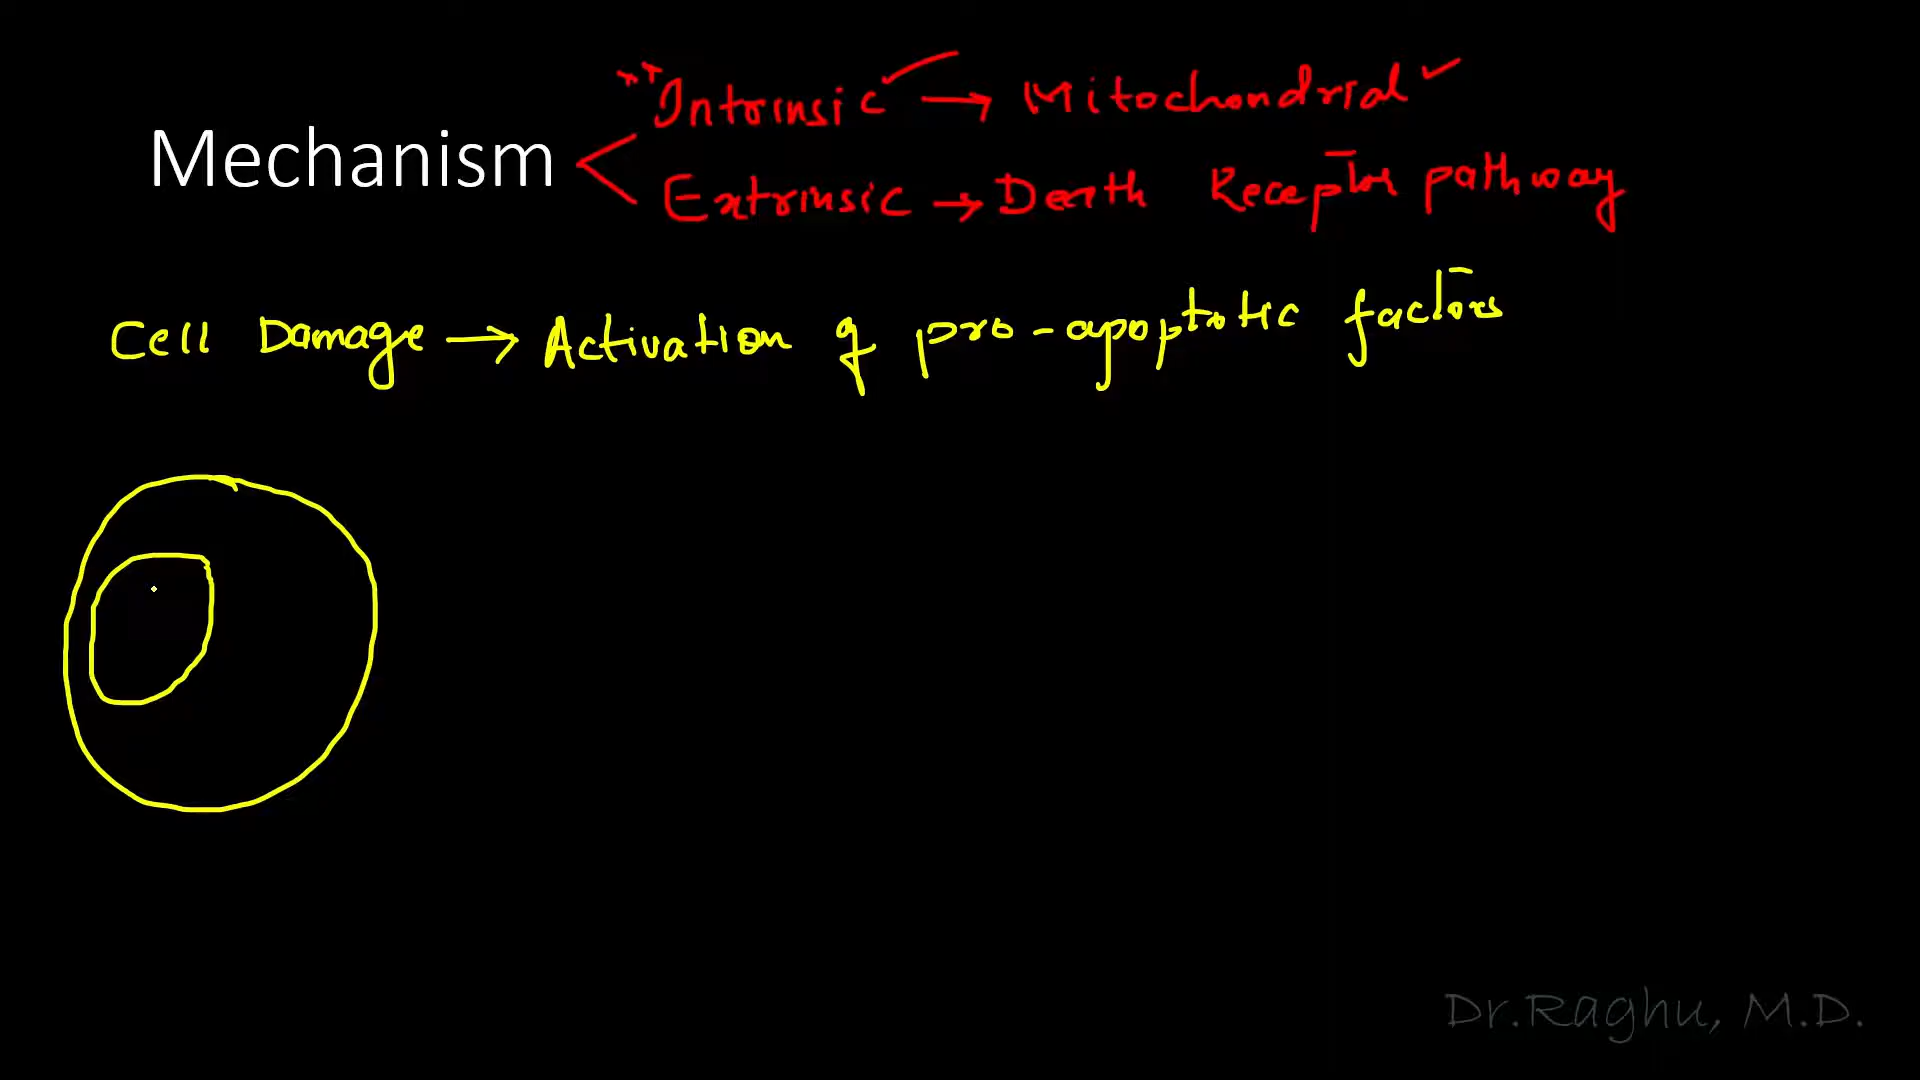 Intrinsic → Mitochondrial
Mechanism
Extrinsic → Death Receptor pathway
Cell Damage → Activation of pro-apoptotic factors
Dr.Raghu, M.D.